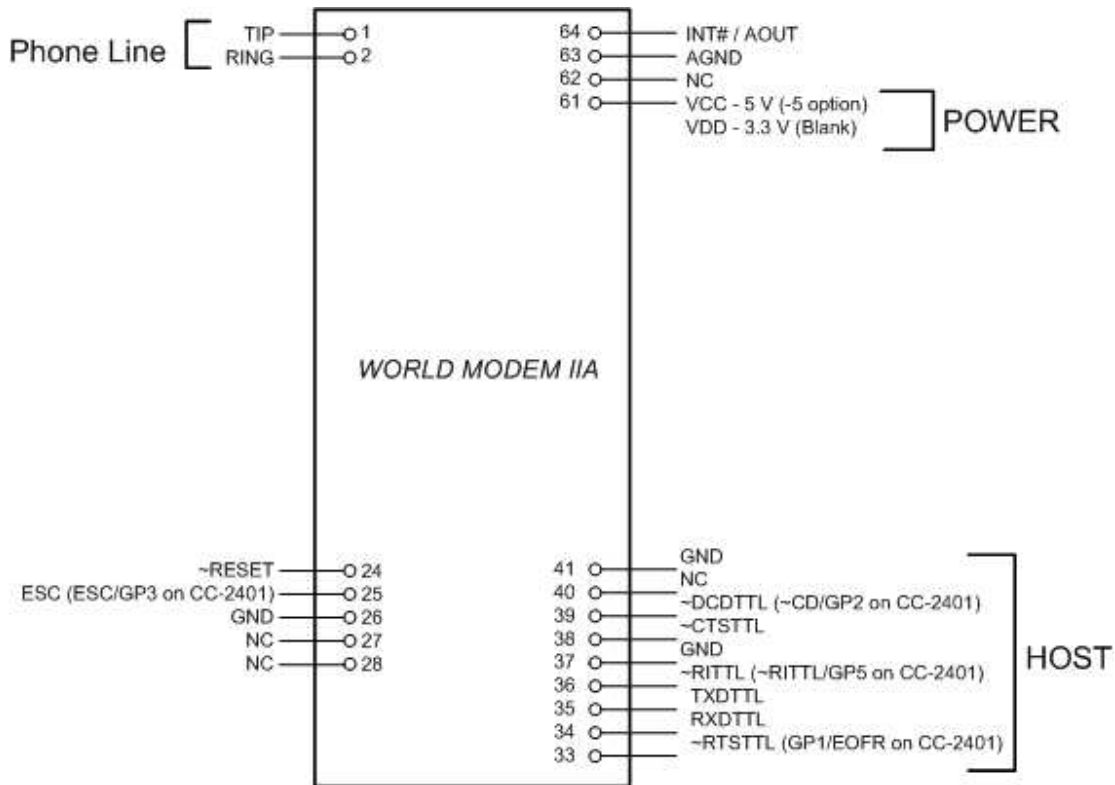 Phone Line
TIP 1
RING 2
64 INT# / AOUT
63 AGND
62 NC
61 VCC - 5 V (-5 option)
VDD - 3.3 V (Blank)
POWER
WORLD MODEM IIA
~RESET 24
ESC (ESC/GP3 on CC-2401) 25
GND 26
NC 27
NC 28
41 GND
40 NC
39 ~DCDTTL (~CD/GP2 on CC-2401)
38 ~CTSTTL
37 GND
36 ~RITTL (~RITTL/GP5 on CC-2401)
35 TXDTTL
34 RXDTTL
33 ~RTSTTL (GP1/EOFR on CC-2401)
HOST